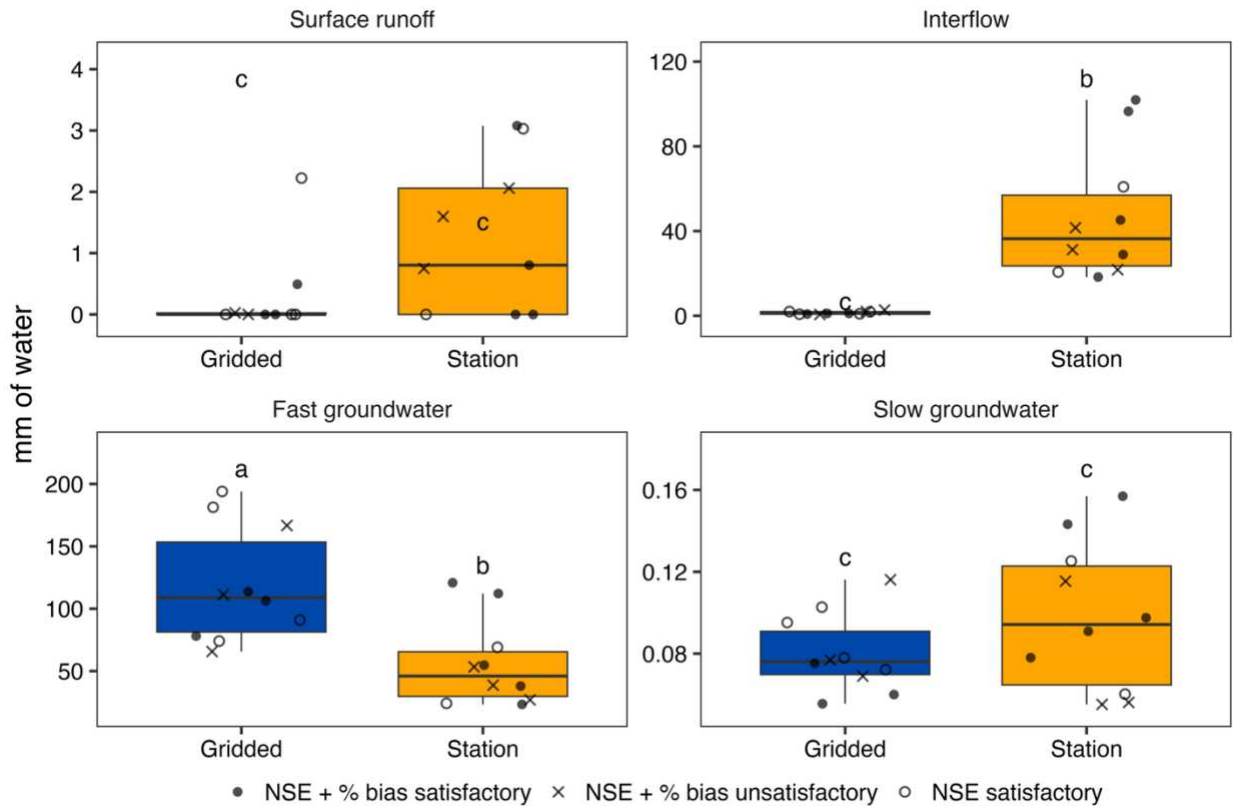 Surface runoff
Interflow
mm of water
4
3
2
1
0
c
c
Gridded
Station
120
80
40
0
c
b
Gridded
Station
Fast groundwater
Slow groundwater
200
150
100
50
a
b
Gridded
Station
0.16
0.12
0.08
c
c
Gridded
Station
NSE + % bias satisfactory
NSE + % bias unsatisfactory
NSE satisfactory